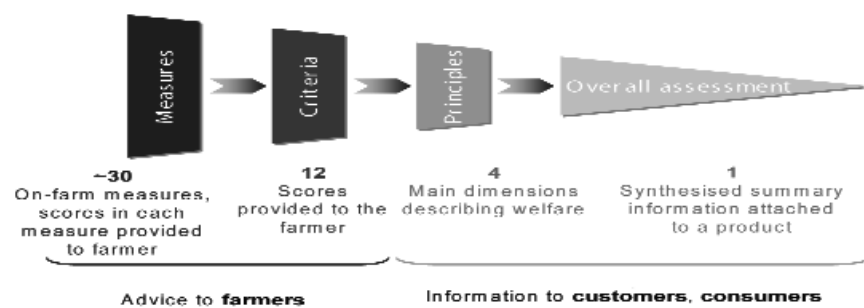 Measures
Criteria
Principles
Overall assessment
~30
On-farm measures,
scores in each
measure provided
to farmer
12
Scores
provided to the
farmer
4
Main dimensions
describing welfare
1
Synthesised summary
information attached
to a product
Advice to farmers
Information to customers, consumers